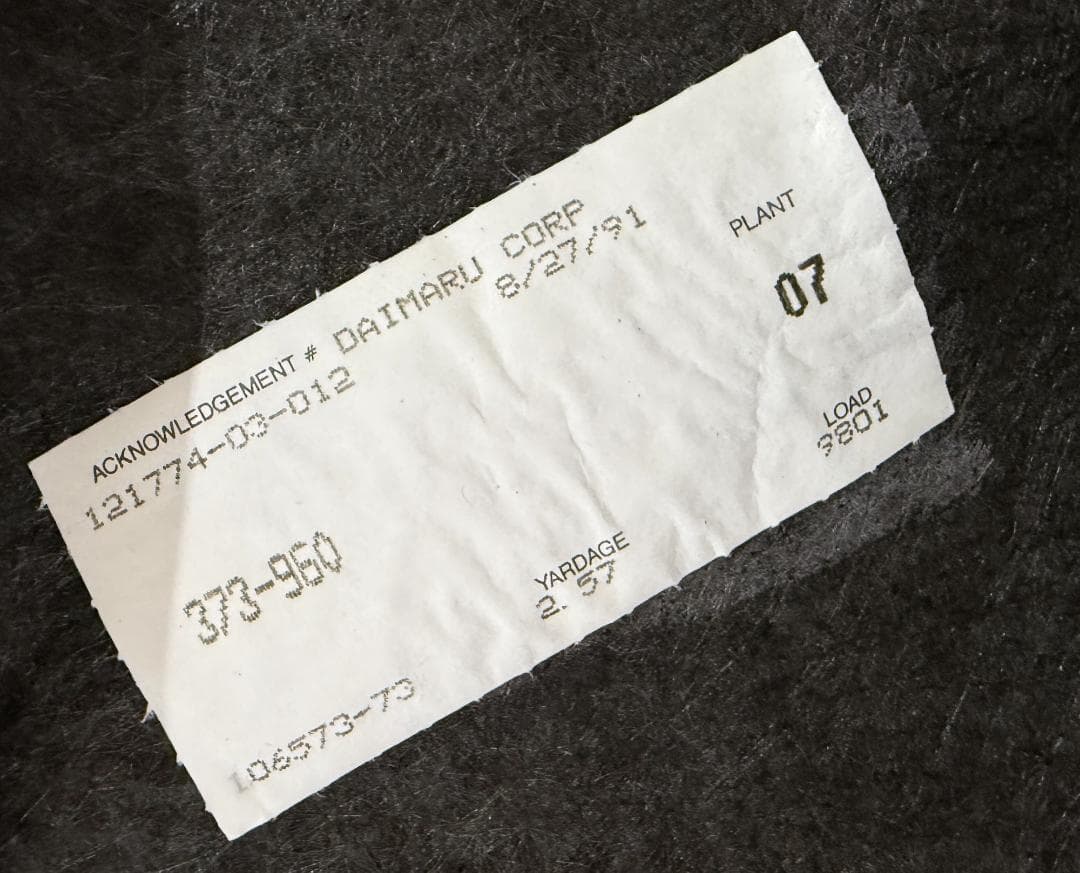 ACKNOWLEDGEMENT # DAIMARU CORP
121774-03-012 8/27/91
PLANT
07
373-960
YARDAGE
2. 57
LOAD
9801
106573-73